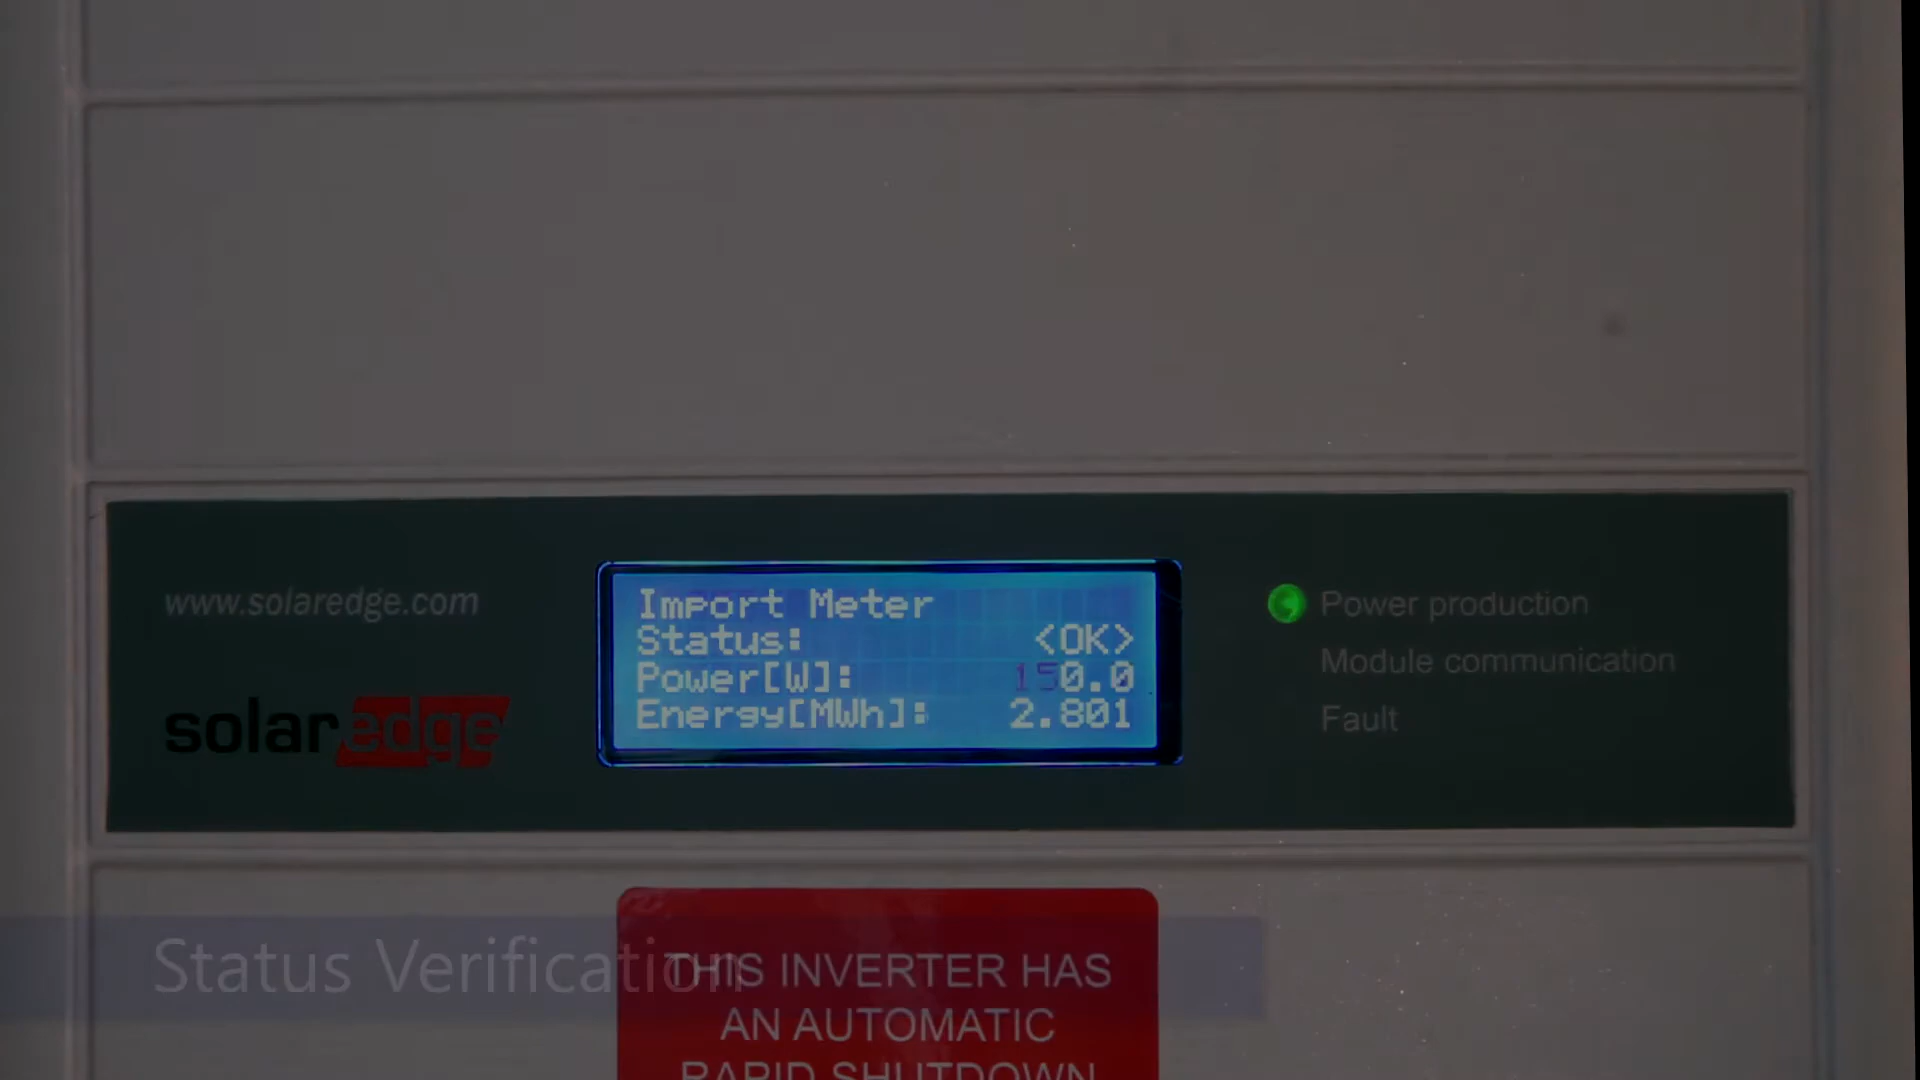 www.solaredge.com
solaredge
Import Meter
Status: <OK>
Power[W]: 150.0
Energy[MWh]: 2.801
Power production
Module communication
Fault
Status Verification
THIS INVERTER HAS
AN AUTOMATIC
RAPID SHUTDOWN